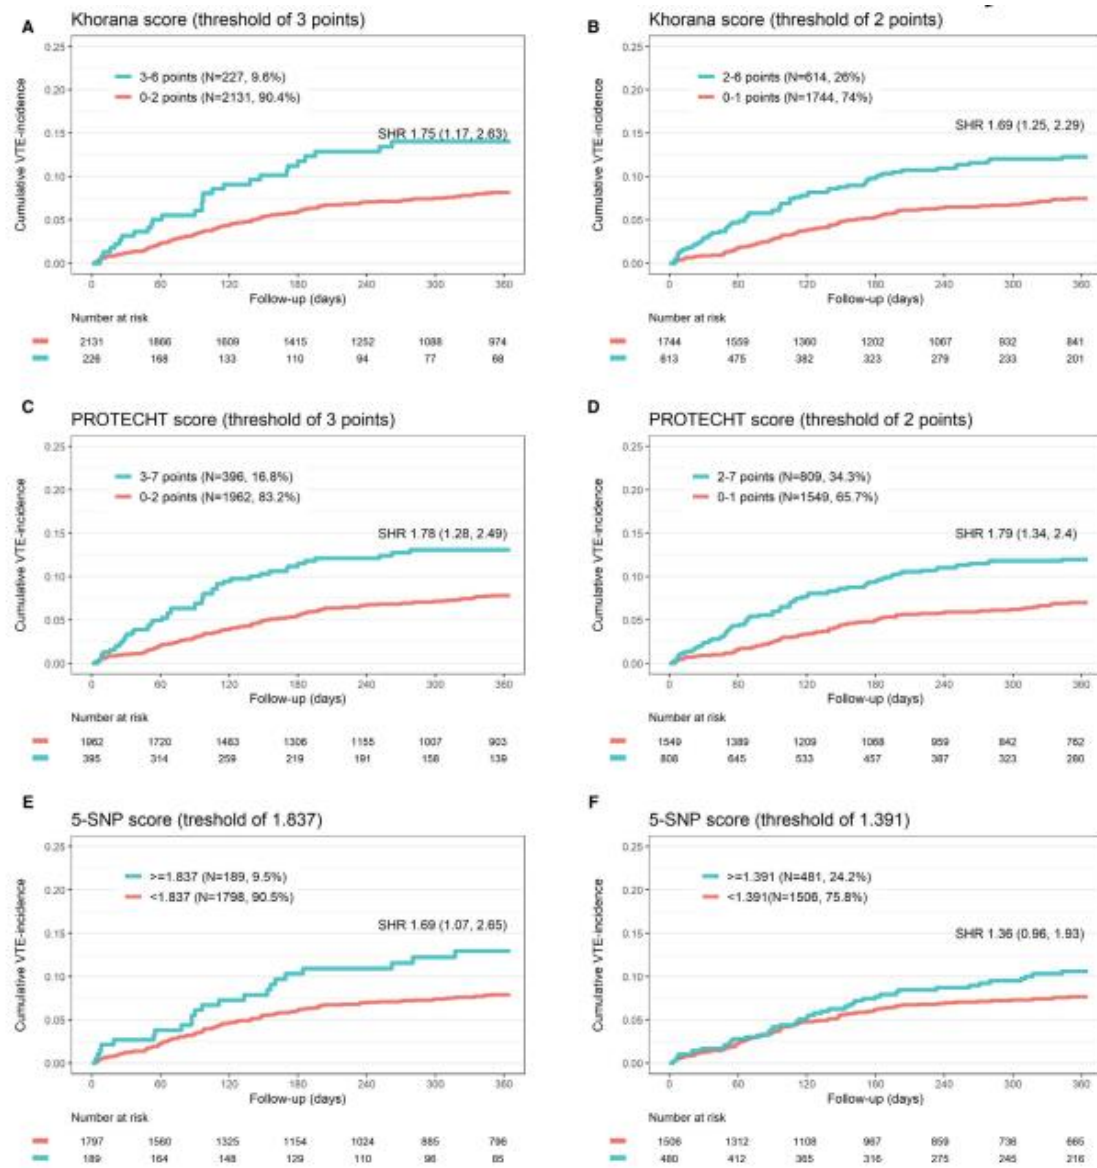 A
Khorana score (threshold of 3 points)
Cumulative VTE-incidence
0.25
0.20
0.15
0.10
0.05
0.00
3-6 points (N=227, 9.6%)
0-2 points (N=2131, 90.4%)
SHR 1.75 (1.17, 2.63)
0 60 120 180 240 300 360
Follow-up (days)
Number at risk
2131 1866 1609 1415 1252 1088 974
226 168 133 110 94 77 68
B
Khorana score (threshold of 2 points)
Cumulative VTE-incidence
0.25
0.20
0.15
0.10
0.05
0.00
2-6 points (N=614, 26%)
0-1 points (N=1744, 74%)
SHR 1.69 (1.25, 2.29)
0 60 120 180 240 300 360
Follow-up (days)
Number at risk
1744 1559 1360 1202 1067 932 841
613 475 382 323 279 233 201
C
PROTECHT score (threshold of 3 points)
Cumulative VTE-incidence
0.25
0.20
0.15
0.10
0.05
0.00
3-7 points (N=396, 16.8%)
0-2 points (N=1962, 83.2%)
SHR 1.78 (1.28, 2.49)
0 60 120 180 240 300 360
Follow-up (days)
Number at risk
1962 1720 1483 1306 1155 1007 903
395 314 259 219 191 158 139
D
PROTECHT score (threshold of 2 points)
Cumulative VTE-incidence
0.25
0.20
0.15
0.10
0.05
0.00
2-7 points (N=809, 34.3%)
0-1 points (N=1549, 65.7%)
SHR 1.79 (1.34, 2.4)
0 60 120 180 240 300 360
Follow-up (days)
Number at risk
1549 1389 1209 1068 959 842 762
808 645 533 457 387 323 280
E
5-SNP score (treshold of 1.837)
Cumulative VTE-incidence
0.25
0.20
0.15
0.10
0.05
0.00
>=1.837 (N=189, 9.5%)
<1.837 (N=1798, 90.5%)
SHR 1.69 (1.07, 2.65)
0 60 120 180 240 300 360
Follow-up (days)
Number at risk
1797 1560 1325 1154 1024 885 796
189 164 148 129 110 96 85
F
5-SNP score (threshold of 1.391)
Cumulative VTE-incidence
0.25
0.20
0.15
0.10
0.05
0.00
>=1.391 (N=481, 24.2%)
<1.391(N=1506, 75.8%)
SHR 1.36 (0.96, 1.93)
0 60 120 180 240 300 360
Follow-up (days)
Number at risk
1506 1312 1108 967 859 736 665
480 412 365 316 275 245 216